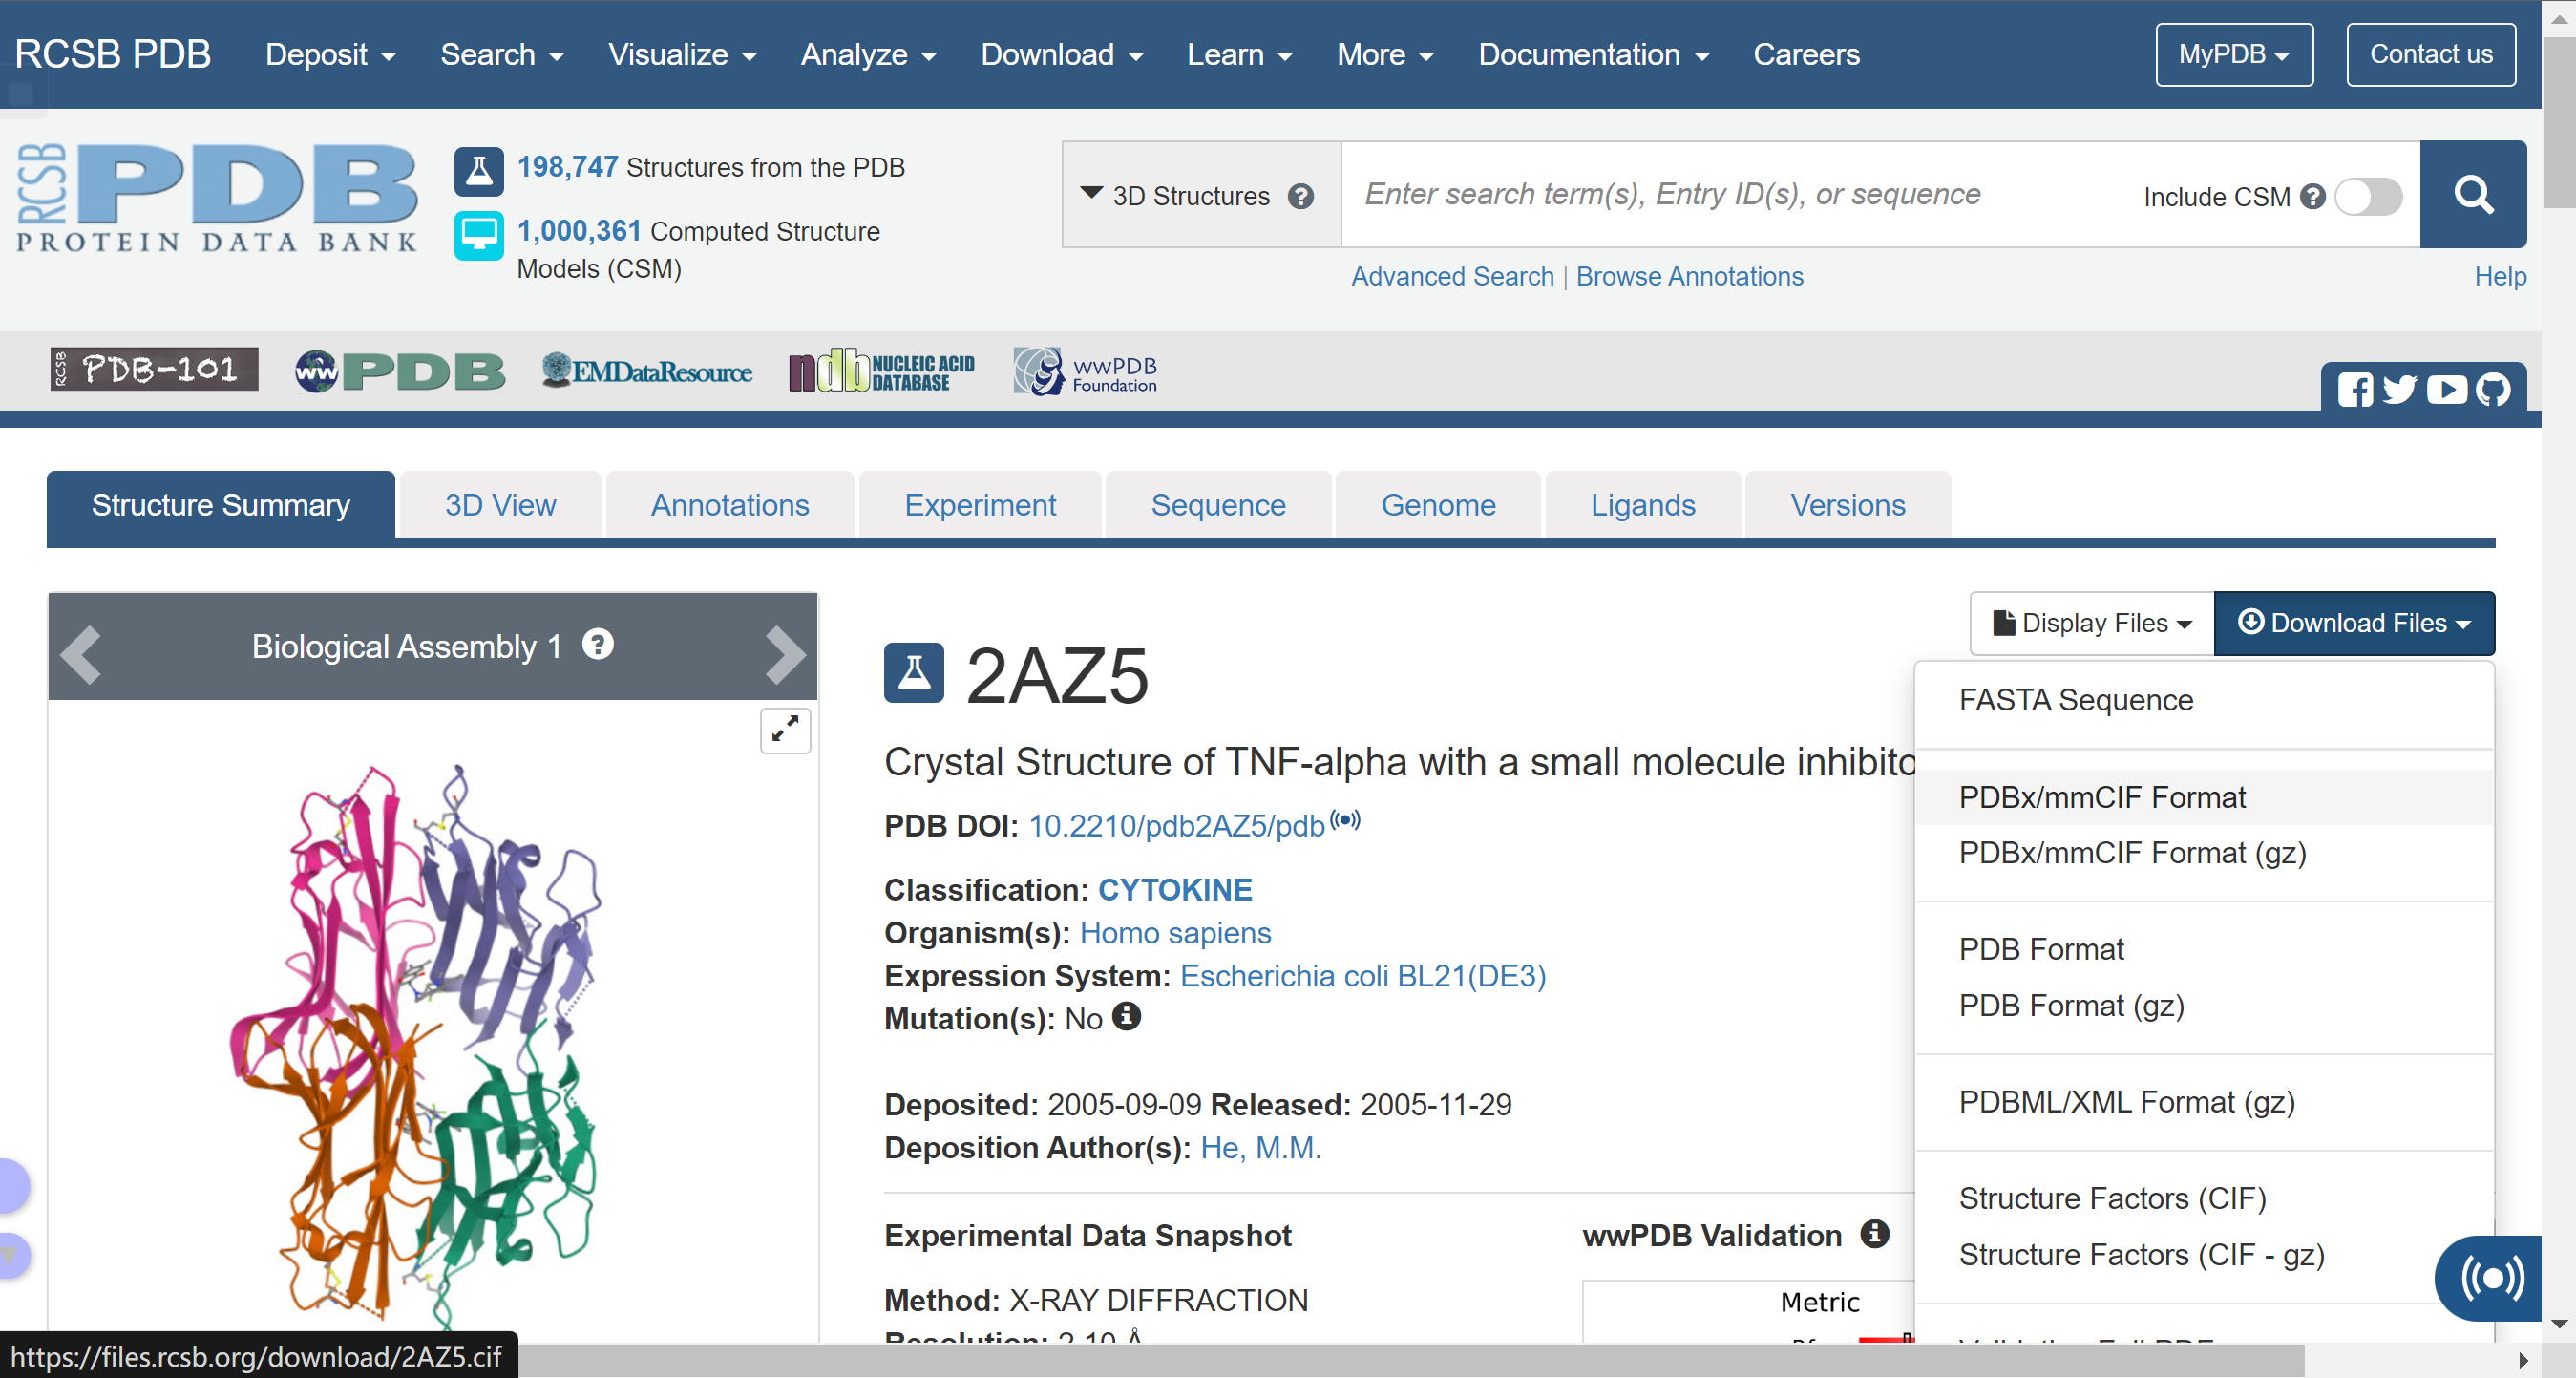 RCSB PDB Deposit Search Visualize Analyze Download Learn More Documentation Careers MyPDB Contact us
RCSB PDB
PROTEIN DATA BANK
198,747 Structures from the PDB
1,000,361 Computed Structure
Models (CSM)
3D Structures ? Enter search term(s), Entry ID(s), or sequence Include CSM ?
Advanced Search | Browse Annotations Help
RCSB PDB-101 WWPDB EMDataResource ndb NUCLEIC ACID DATABASE wwPDB Foundation
Structure Summary 3D View Annotations Experiment Sequence Genome Ligands Versions
Biological Assembly 1 ?
Display Files Download Files
2AZ5
FASTA Sequence
PDBx/mmCIF Format
PDBx/mmCIF Format (gz)
PDB Format
PDB Format (gz)
PDBML/XML Format (gz)
Structure Factors (CIF)
Structure Factors (CIF - gz)
Crystal Structure of TNF-alpha with a small molecule inhibito
PDB DOI: 10.2210/pdb2AZ5/pdb
Classification: CYTOKINE
Organism(s): Homo sapiens
Expression System: Escherichia coli BL21(DE3)
Mutation(s): No
Deposited: 2005-09-09 Released: 2005-11-29
Deposition Author(s): He, M.M.
Experimental Data Snapshot
wwPDB Validation
Method: X-RAY DIFFRACTION
Resolution: 2.10 Å
Metric
https://files.rcsb.org/download/2AZ5.cif